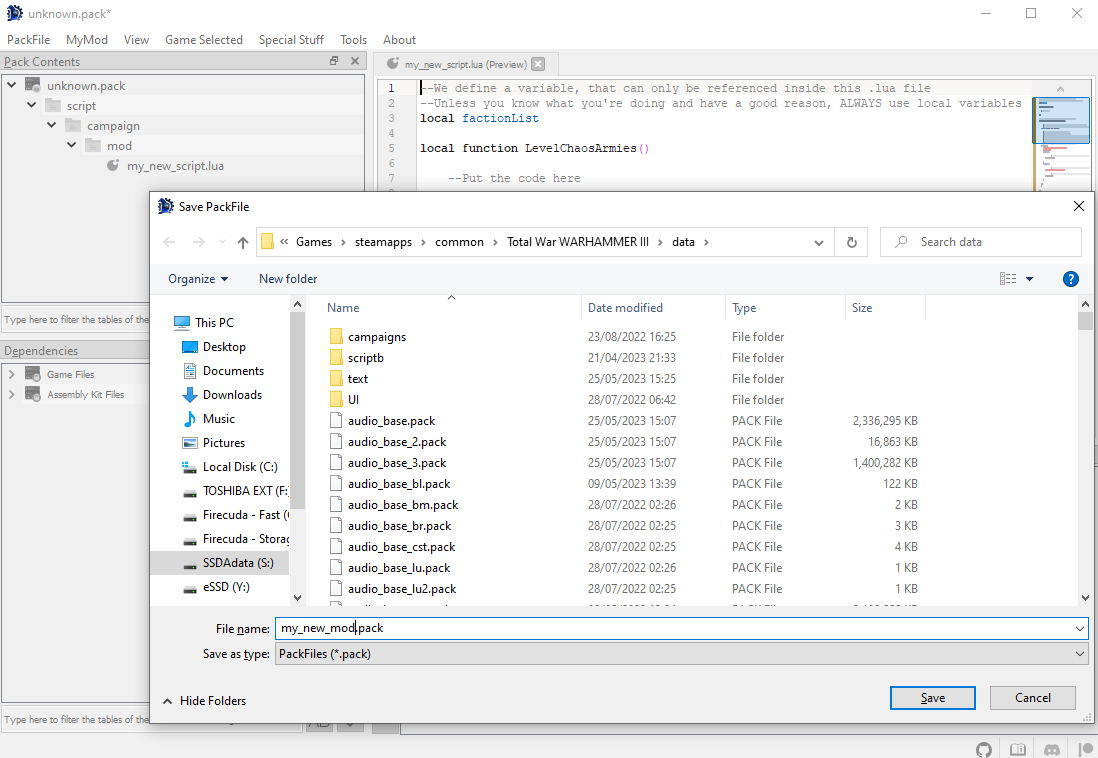 unknown.pack*
PackFile MyMod View Game Selected Special Stuff Tools About
Pack Contents
unknown.pack
script
campaign
mod
my_new_script.lua
Type here to filter the tables of the
Dependencies
Game Files
Assembly Kit Files
Type here to filter the tables of the
my_new_script.lua (Preview)
1 --We define a variable, that can only be referenced inside this .lua file
2 --Unless you know what you're doing and have a good reason, ALWAYS use local variables
3 local factionList
4
5 local function LevelChaosArmies()
6
7 --Put the code here
Save PackFile
« Games › steamapps › common › Total War WARHAMMER III › data ›
Search data
Organize New folder
?
This PC
Desktop
Documents
Downloads
Music
Pictures
Local Disk (C:)
TOSHIBA EXT (F:
Firecuda - Fast (
Firecuda - Storag
SSDAdata (S:)
eSSD (Y:)
Name Date modified Type Size
campaigns 23/08/2022 16:25 File folder
scriptb 21/04/2023 21:33 File folder
text 25/05/2023 15:25 File folder
UI 28/07/2022 06:42 File folder
audio_base.pack 25/05/2023 15:07 PACK File 2,336,295 KB
audio_base_2.pack 25/05/2023 15:07 PACK File 16,863 KB
audio_base_3.pack 25/05/2023 15:07 PACK File 1,400,282 KB
audio_base_bl.pack 09/05/2023 13:39 PACK File 122 KB
audio_base_bm.pack 28/07/2022 02:26 PACK File 2 KB
audio_base_br.pack 28/07/2022 02:25 PACK File 3 KB
audio_base_cst.pack 28/07/2022 02:25 PACK File 4 KB
audio_base_lu.pack 28/07/2022 02:26 PACK File 1 KB
audio_base_lu2.pack 28/07/2022 02:25 PACK File 1 KB
File name: my_new_mod.pack
Save as type: PackFiles (*.pack)
Hide Folders
Save Cancel